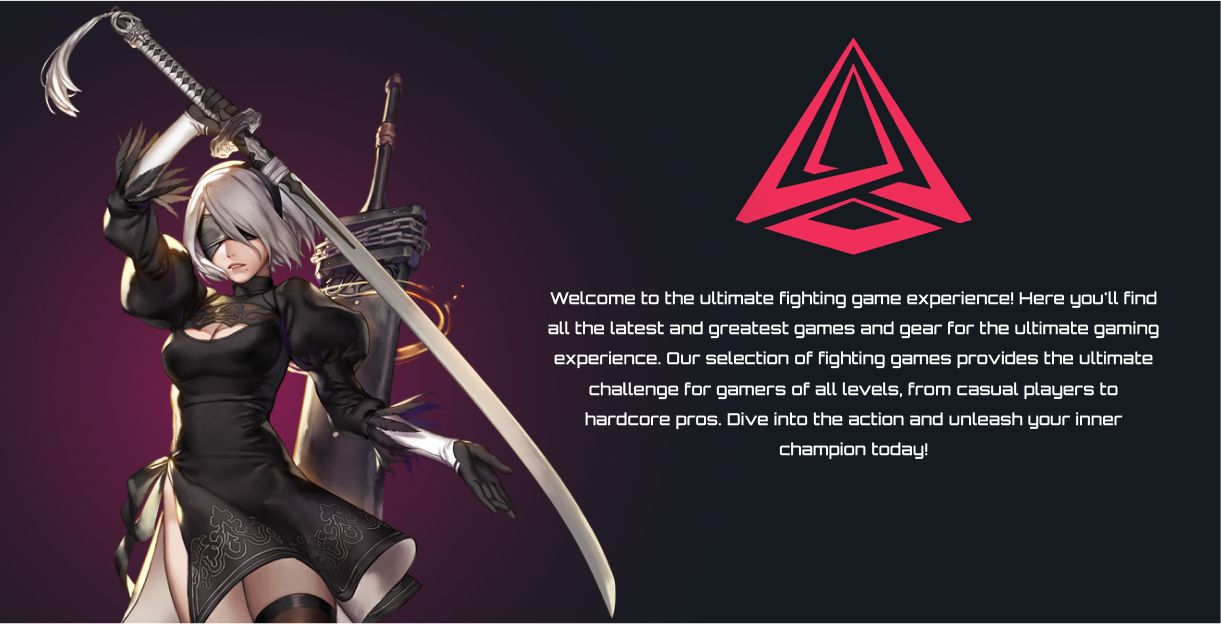 Welcome to the ultimate fighting game experience! Here you'll find
all the latest and greatest games and gear for the ultimate gaming
experience. Our selection of fighting games provides the ultimate
challenge for gamers of all levels, from casual players to
hardcore pros. Dive into the action and unleash your inner
champion today!